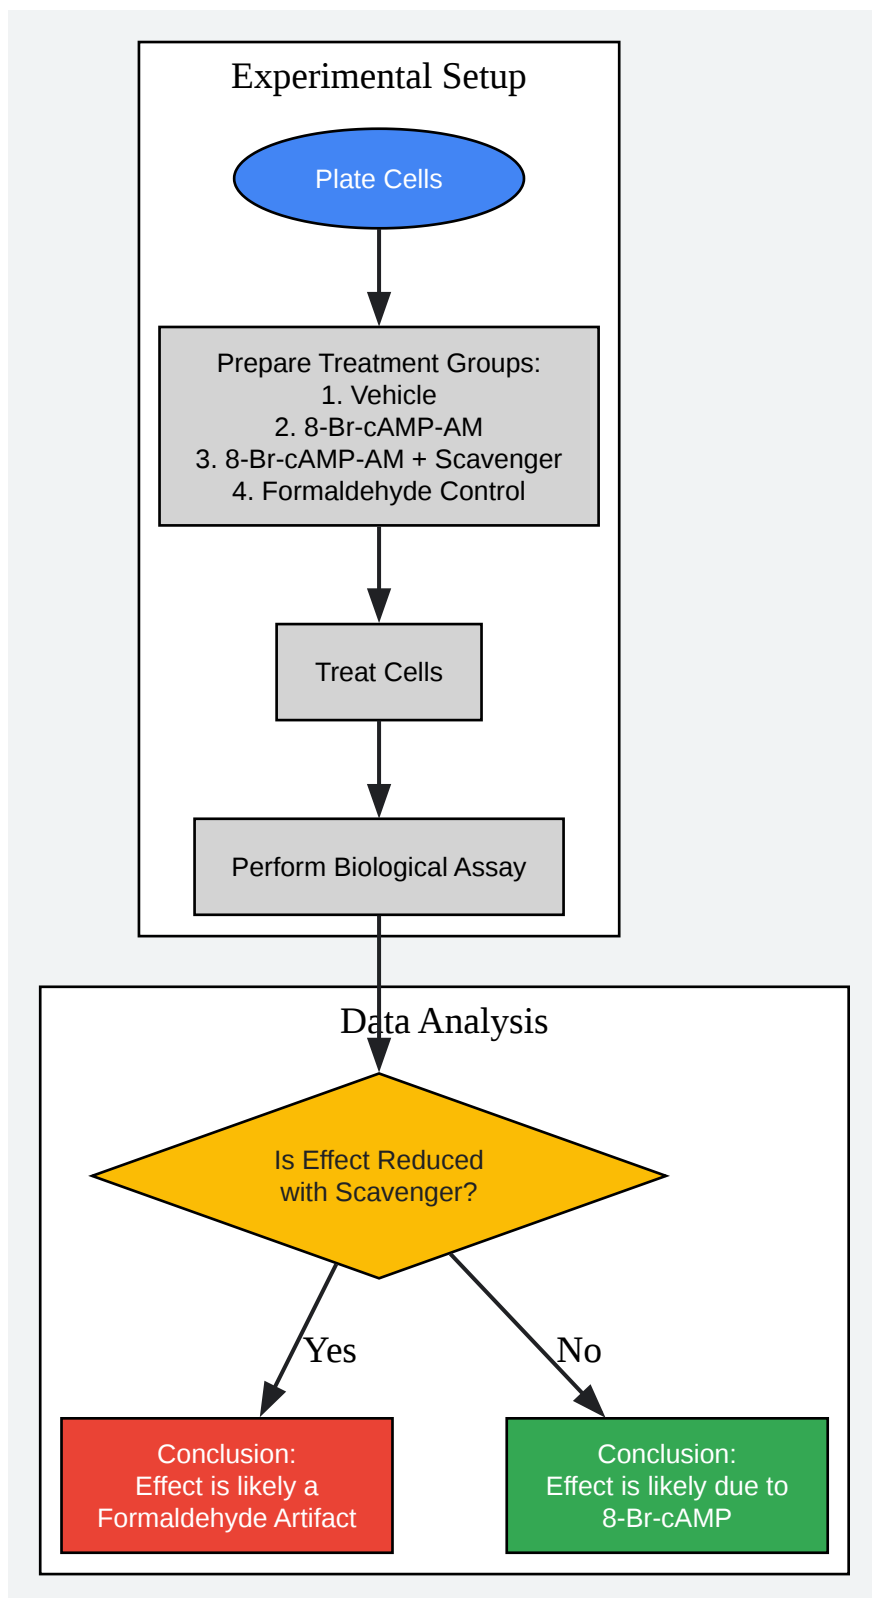 Experimental Setup
Plate Cells
Prepare Treatment Groups:
1. Vehicle
2. 8-Br-cAMP-AM
3. 8-Br-cAMP-AM + Scavenger
4. Formaldehyde Control
Treat Cells
Perform Biological Assay
Data Analysis
Is Effect Reduced
with Scavenger?
Yes
No
Conclusion:
Effect is likely a
Formaldehyde Artifact
Conclusion:
Effect is likely due to
8-Br-cAMP